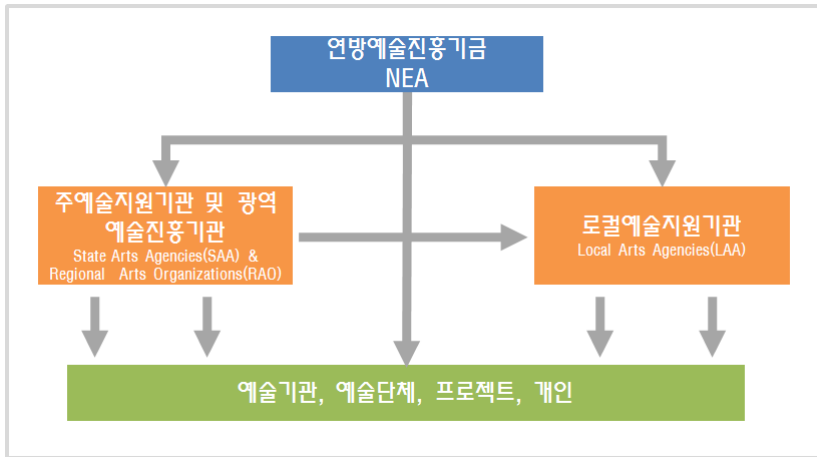 연방예술진흥기금
NEA
주예술지원기관 및 광역
예술진흥기관
State Arts Agencies(SAA) &
Regional Arts Organizations(RAO)
로컬예술지원기관
Local Arts Agencies(LAA)
예술기관, 예술단체, 프로젝트, 개인